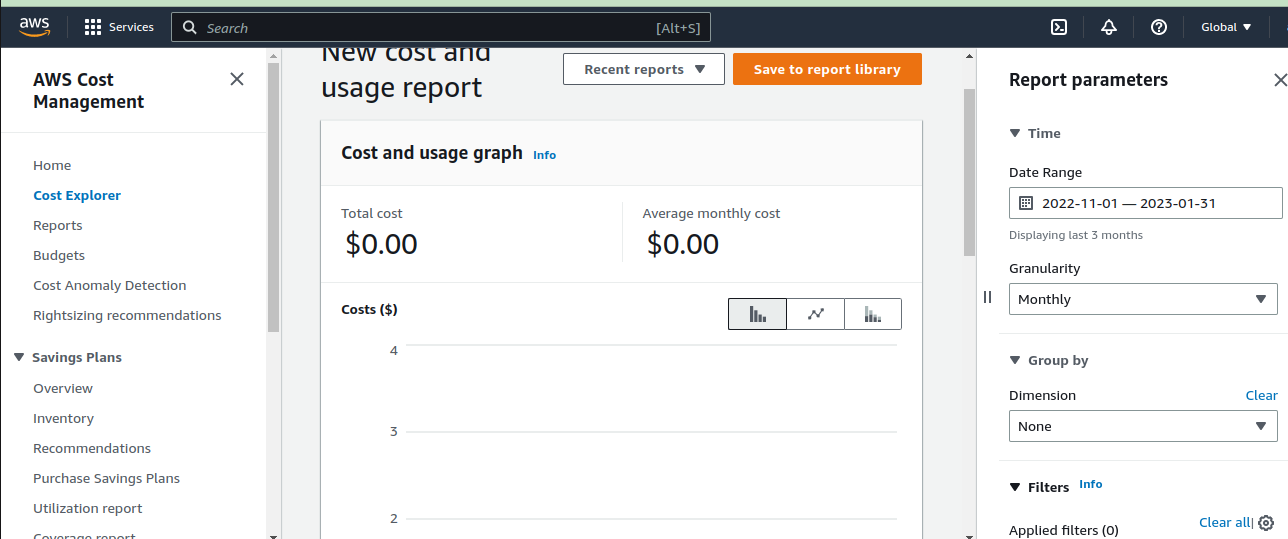 aws
Services
Search
[Alt+S]
Global
AWS Cost
Management
Home
Cost Explorer
Reports
Budgets
Cost Anomaly Detection
Rightsizing recommendations
Savings Plans
Overview
Inventory
Recommendations
Purchase Savings Plans
Utilization report
Coverage report
New cost and
usage report
Recent reports
Save to report library
Cost and usage graph Info
Total cost
$0.00
Average monthly cost
$0.00
Costs ($)
4
3
2
Report parameters
Time
Date Range
2022-11-01 — 2023-01-31
Displaying last 3 months
Granularity
Monthly
Group by
Dimension
Clear
None
Filters Info
Applied filters (0)
Clear all|